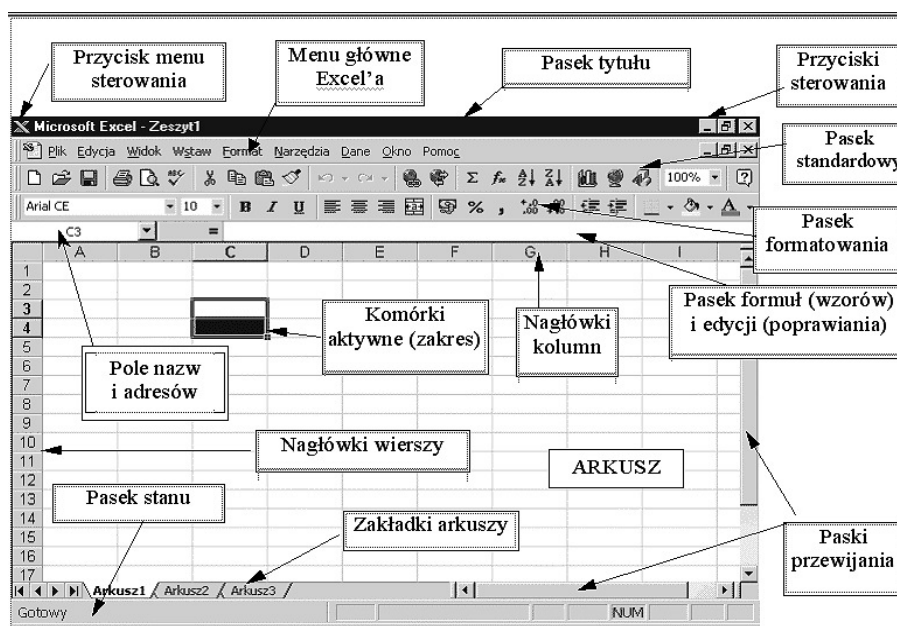 Przycisk menu
sterowania
Menu główne
Excel'a
Pasek tytułu
Przyciski
sterowania
Microsoft Excel - Zeszyt1
Plik Edycja Widok Wstaw Format Narzędzia Dane Okno Pomoc
Pasek
standardowy
100%
Arial CE 10 B I U % ,
Pasek
formatowania
C3 =
A B C D E F G H I
1
2
3
4
5
6
7
8
9
10
11
12
13
14
15
16
17
Komórki
aktywne (zakres)
Nagłówki
kolumn
Pasek formuł (wzorów)
i edycji (poprawiania)
Pole nazw
i adresów
Nagłówki wierszy
ARKUSZ
Pasek stanu
Zakładki arkuszy
Paski
przewijania
Arkusz1 Arkusz2 Arkusz3
Gotowy NUM